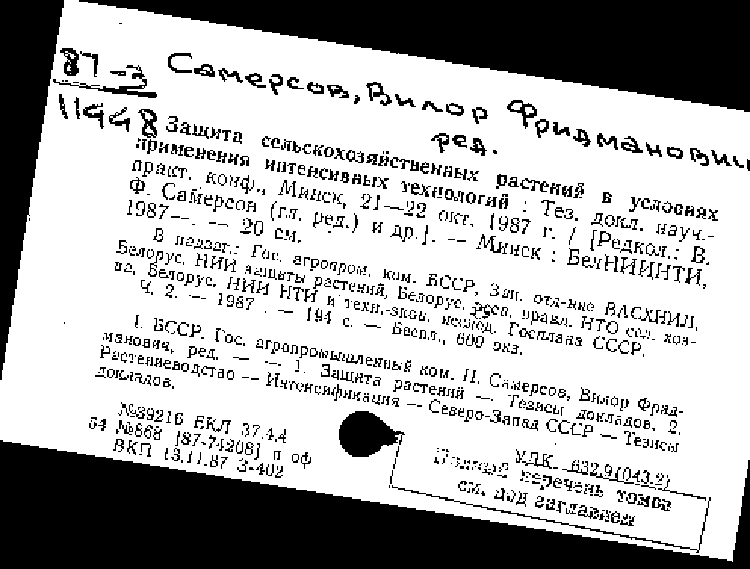 87-3
11448
Самерсов, Вилор Фридманович
ред.
Защита сельскохозяйственных растений в условиях
применения интенсивных технологий : Тез. докл. науч.-
практ. конф., Минск, 21—22 окт. 1987 г. / [Редкол.: В.
Ф. Самерсов (гл. ред.) и др.]. — Минск : БелНИИНТИ,
1987—. — 20 см.
В надзаг.: Гос. агропром. ком. БССР, Зап. отд-ние ВАСХНИЛ,
Белорус. НИИ защиты растений, Белорус. респ. правл. НТО сел. хоз-
ва, Белорус. НИИ НТИ и техн.-экон. исслед. Госплана СССР.
Ч. 2. — 1987. — 194 с. — Беспл., 600 экз.
I. БССР. Гос. агропромышленный ком. II. Самерсов, Вилор Фрид-
манович, ред. — — 1. Защита растений — Тезисы докладов. 2.
Растениеводство — Интенсификация — Северо-Запад СССР — Тезисы
докладов.
№39216 ВКЛ 37.4.4
54 №868 [87-74208] п оф
ВКП 13.11.87 З-402
УДК 632.9(043.2)
Полный перечень томов
см. под заглавием